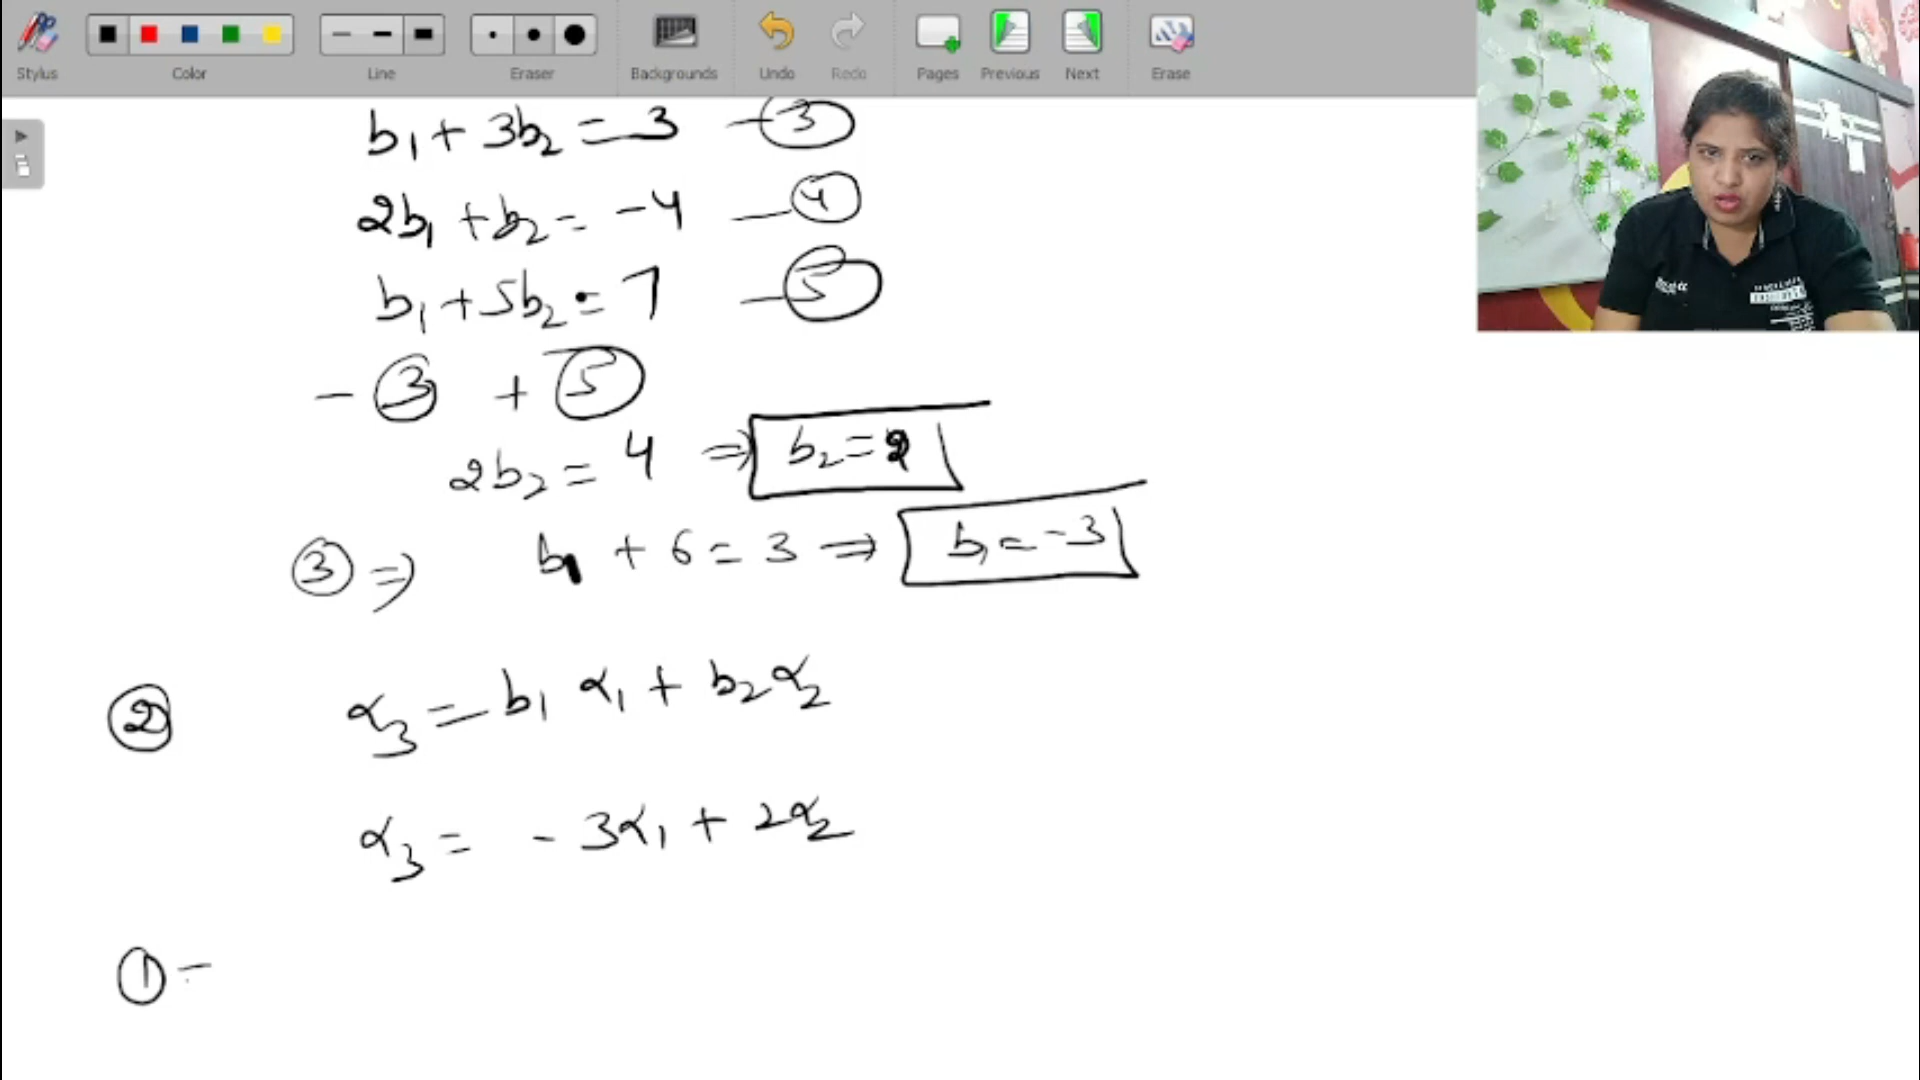 Stylus Color Line Eraser Backgrounds Undo Redo Pages Previous Next Erase
b₁ + 3b₂ = 3 — ③
2b₁ + b₂ = -4 — ④
b₁ + 5b₂ = 7 — ⑤
- ③ + ⑤
2b₂ = 4 ⇒ b₂ = 2
③ ⇒ b₁ + 6 = 3 ⇒ b₁ = -3
② α₃ = b₁ α₁ + b₂ α₂
α₃ = - 3α₁ + 2α₂
① =